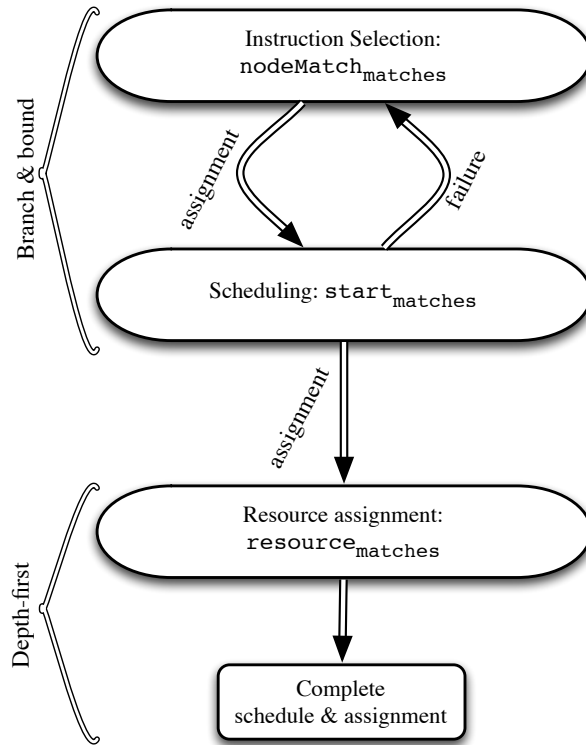 Instruction Selection:
nodeMatch matches
assignment
failure
Branch & bound
Scheduling: start matches
assignment
Resource assignment:
resource matches
Depth-first
Complete
schedule & assignment